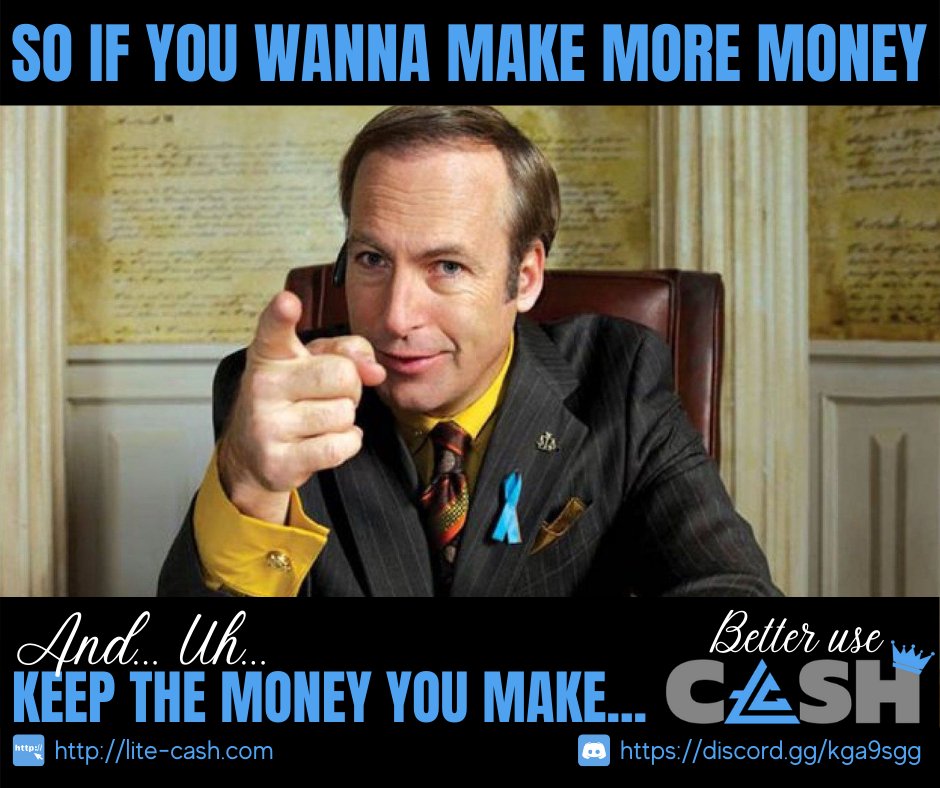 SO IF YOU WANNA MAKE MORE MONEY
And... Uh...
KEEP THE MONEY YOU MAKE...
Better use
CASH
http:// http://lite-cash.com
https://discord.gg/kga9sgg